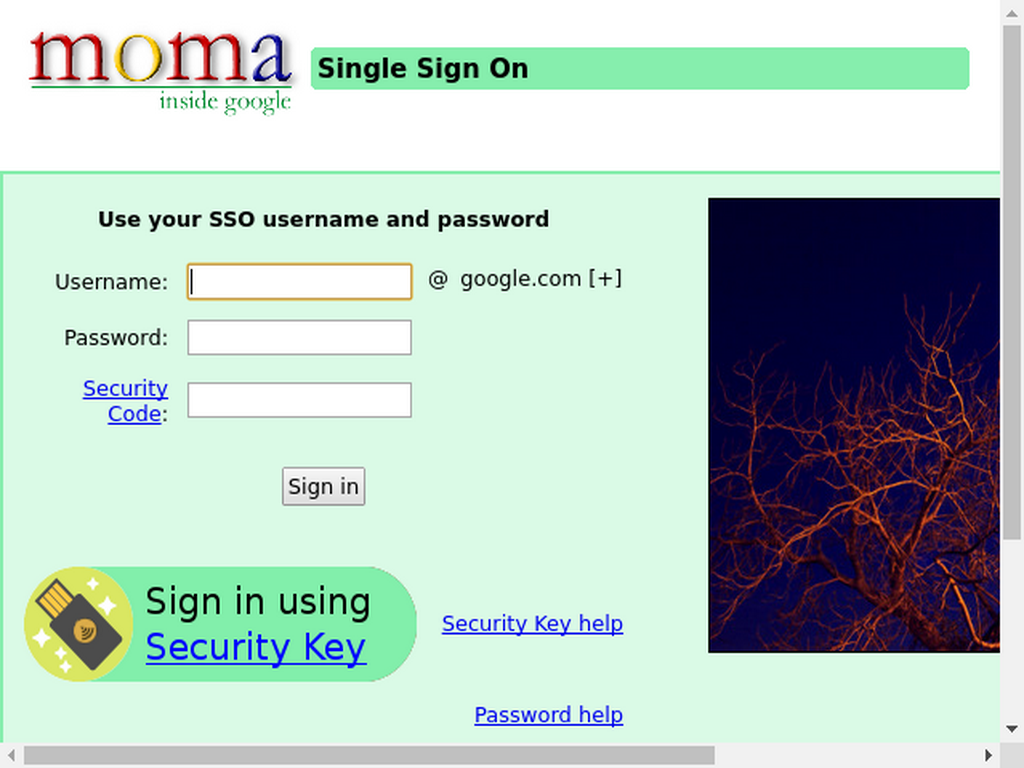 moma
inside google
Single Sign On
Use your SSO username and password
Username:
@ google.com [+]
Password:
Security
Code:
Sign in
Sign in using
Security Key
Security Key help
Password help